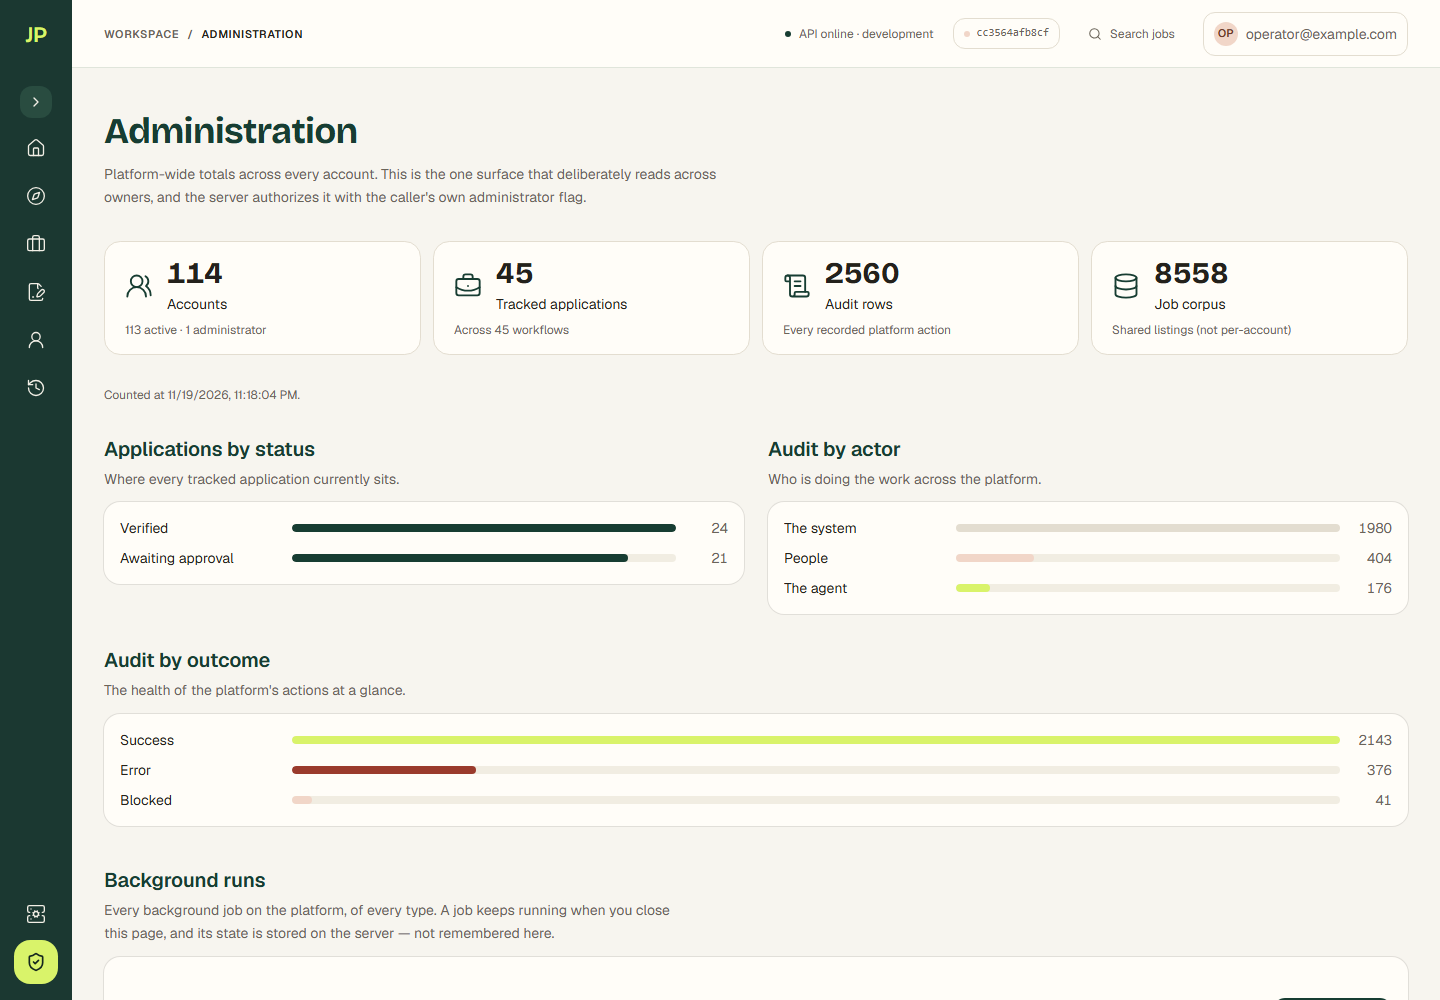 JP
WORKSPACE / ADMINISTRATION
API online · development
cc3564afb8cf
Search jobs
OP
operator@example.com
Administration
Platform-wide totals across every account. This is the one surface that deliberately reads across
owners, and the server authorizes it with the caller's own administrator flag.
114
Accounts
113 active · 1 administrator
45
Tracked applications
Across 45 workflows
2560
Audit rows
Every recorded platform action
8558
Job corpus
Shared listings (not per-account)
Counted at 11/19/2026, 11:18:04 PM.
Applications by status
Where every tracked application currently sits.
Verified 24
Awaiting approval 21
Audit by actor
Who is doing the work across the platform.
The system 1980
People 404
The agent 176
Audit by outcome
The health of the platform's actions at a glance.
Success 2143
Error 376
Blocked 41
Background runs
Every background job on the platform, of every type. A job keeps running when you close
this page, and its state is stored on the server — not remembered here.